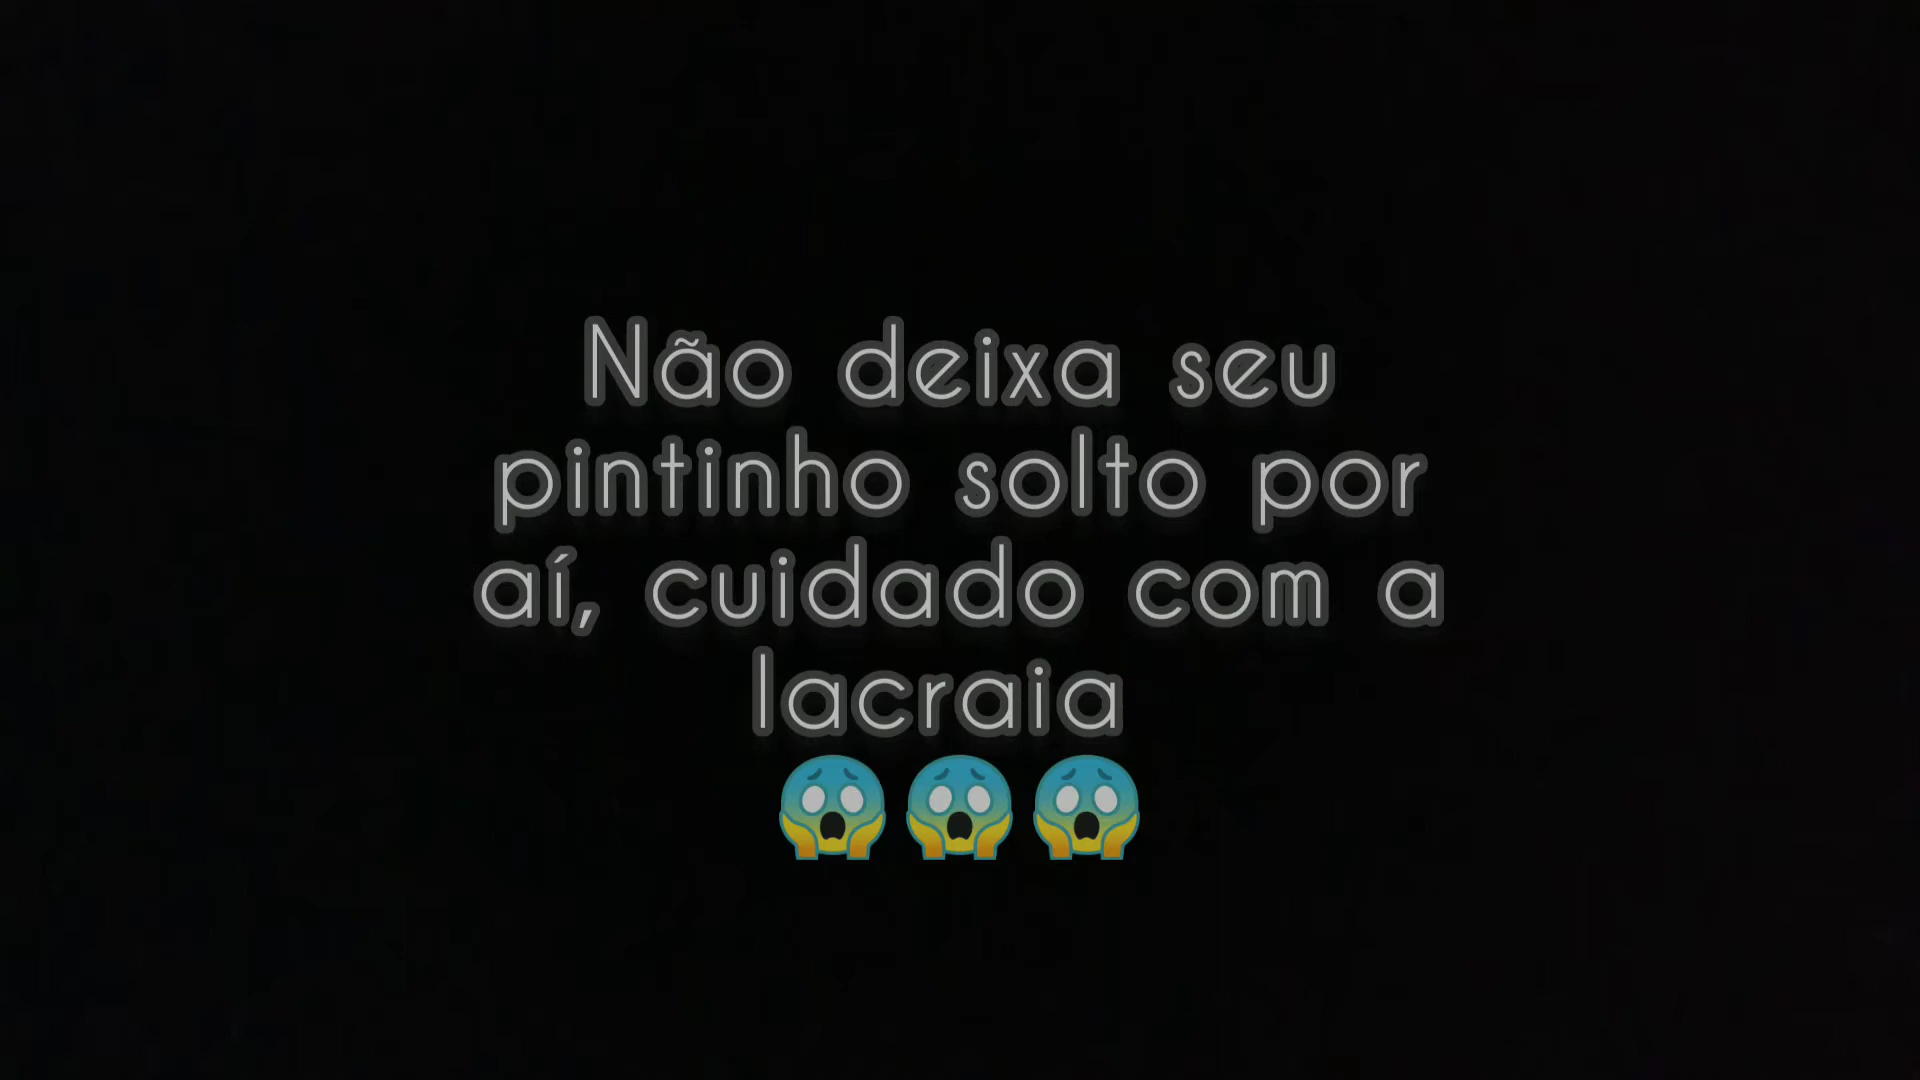 Não deixa seu
pintinho solto por
aí, cuidado com a
lacraia
😱😱😱